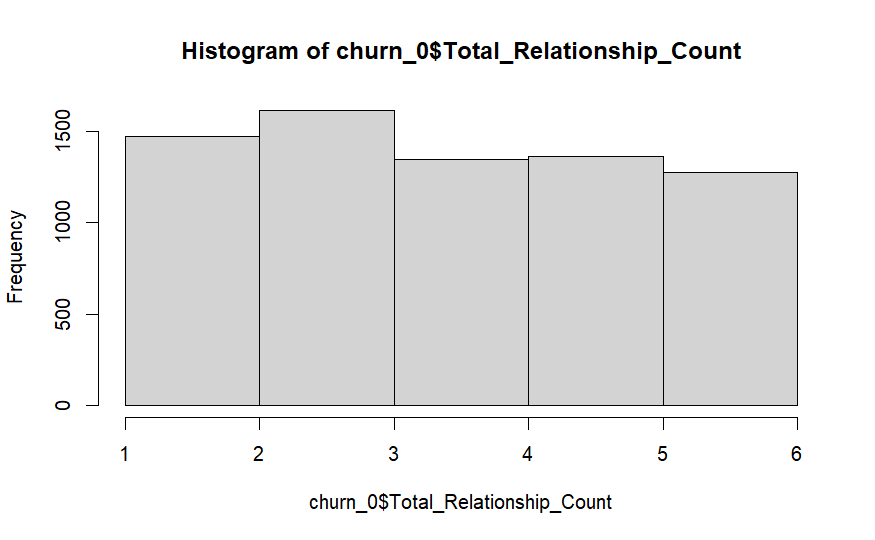 Histogram of churn_0$Total_Relationship_Count
Frequency
1500
1000
500
0
1 2 3 4 5 6
churn_0$Total_Relationship_Count